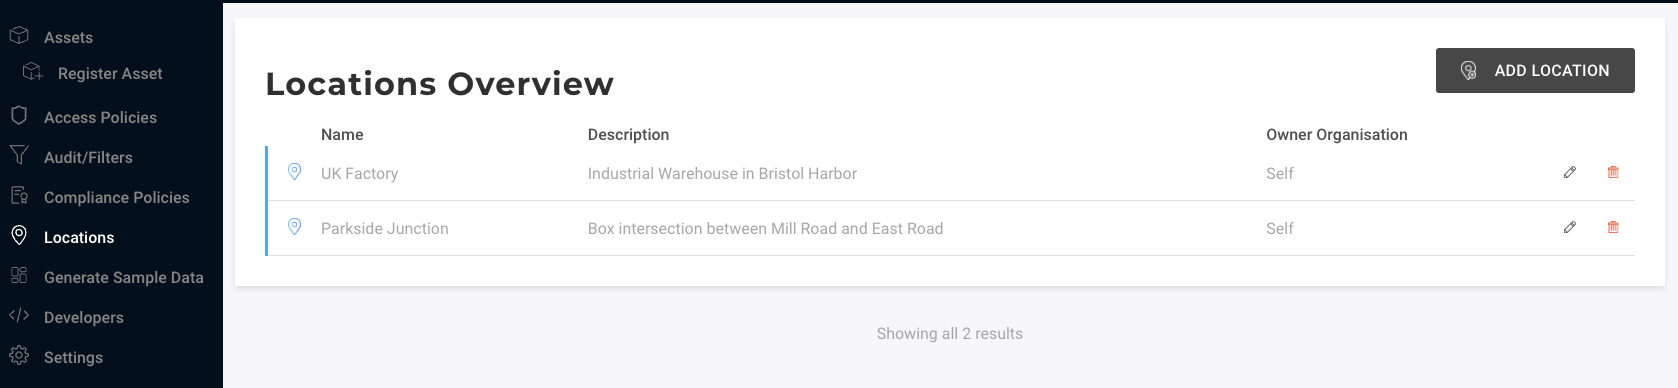 Assets
Register Asset
Access Policies
Audit/Filters
Compliance Policies
Locations
Generate Sample Data
Developers
Settings
Locations Overview
ADD LOCATION
Name Description Owner Organisation
UK Factory Industrial Warehouse in Bristol Harbor Self
Parkside Junction Box intersection between Mill Road and East Road Self
Showing all 2 results